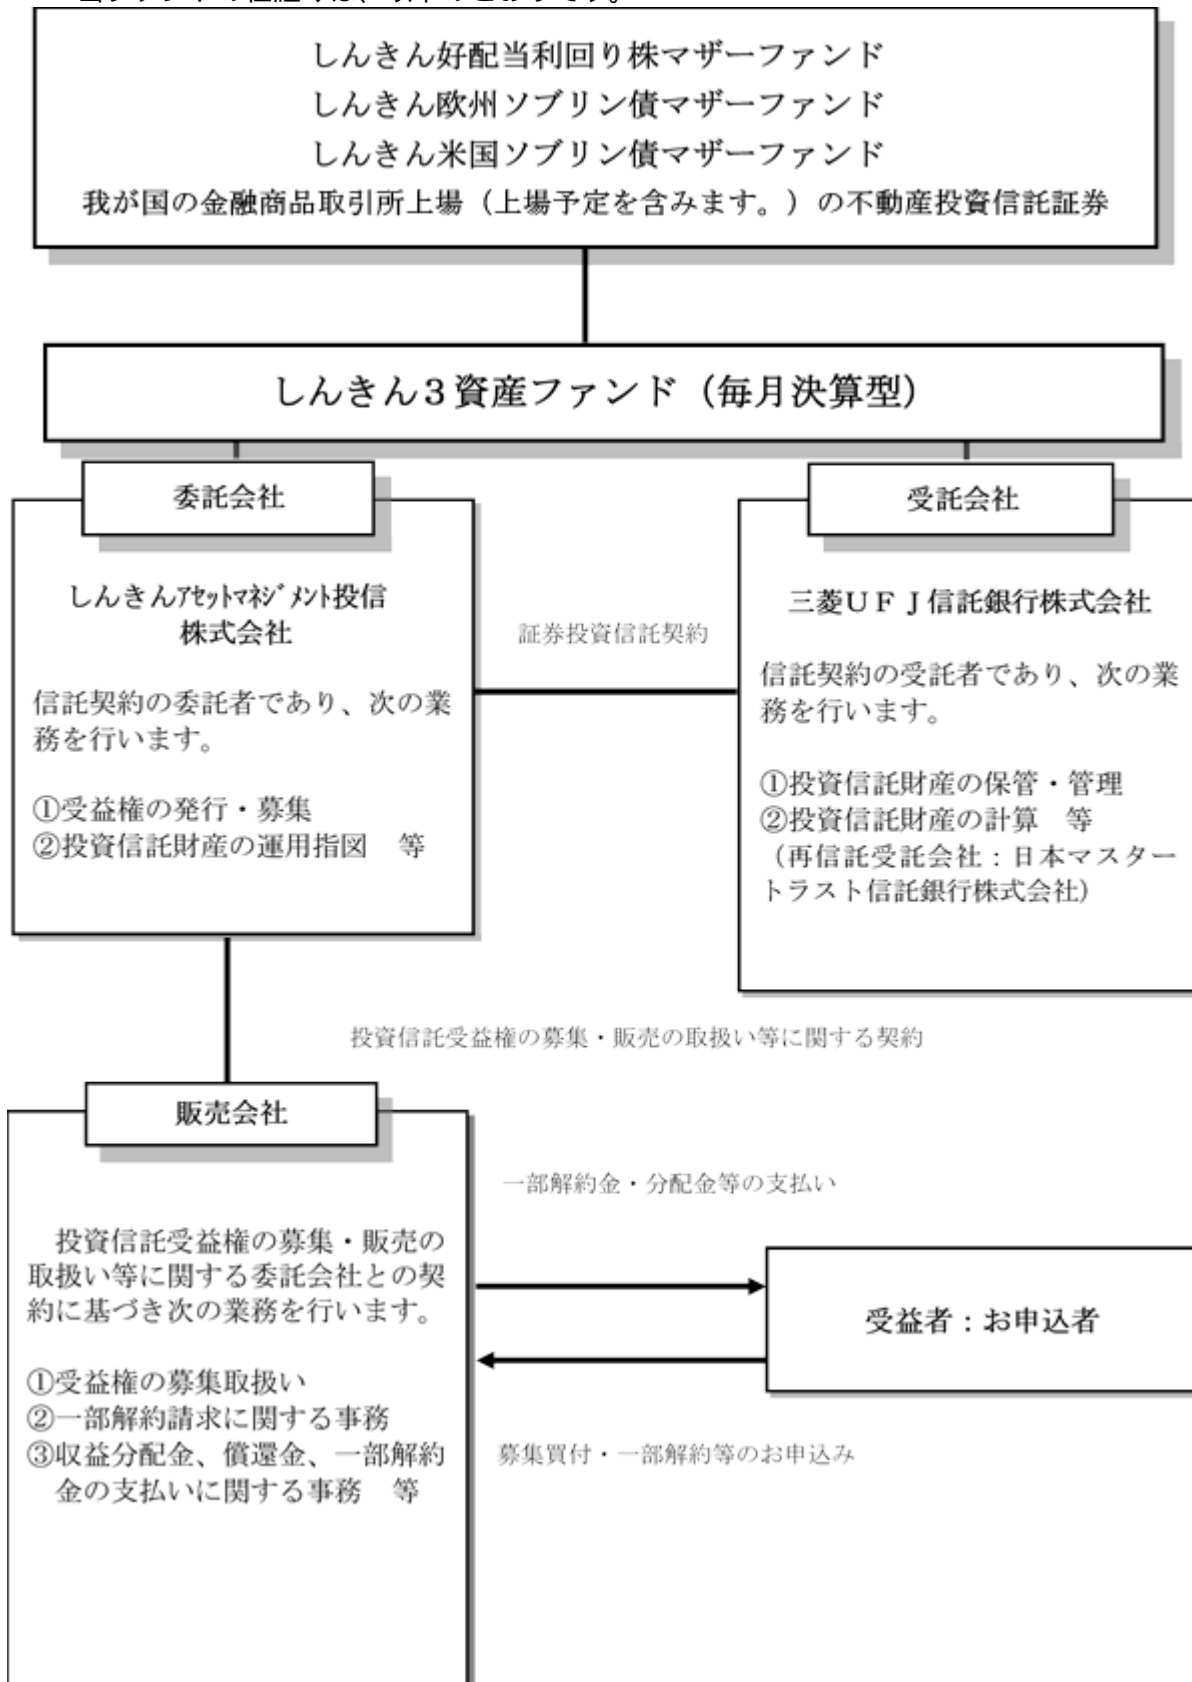 しんきん好配当利回り株マザーファンド
しんきん欧州ソブリン債マザーファンド
しんきん米国ソブリン債マザーファンド
我が国の金融商品取引所上場（上場予定を含みます。）の不動産投資信託証券
しんきん３資産ファンド（毎月決算型）
委託会社
しんきんｱｾｯﾄﾏﾈｼﾞﾒﾝﾄ投信
株式会社
信託契約の委託者であり、次の業
務を行います。
①受益権の発行・募集
②投資信託財産の運用指図　等
証券投資信託契約
受託会社
三菱ＵＦＪ信託銀行株式会社
信託契約の受託者であり、次の業
務を行います。
①投資信託財産の保管・管理
②投資信託財産の計算　等
（再信託受託会社：日本マスター
トラスト信託銀行株式会社）
投資信託受益権の募集・販売の取扱い等に関する契約
販売会社
投資信託受益権の募集・販売の
取扱い等に関する委託会社との契
約に基づき次の業務を行います。
①受益権の募集取扱い
②一部解約請求に関する事務
③収益分配金、償還金、一部解約
金の支払いに関する事務　等
一部解約金・分配金等の支払い
受益者：お申込者
募集買付・一部解約等のお申込み